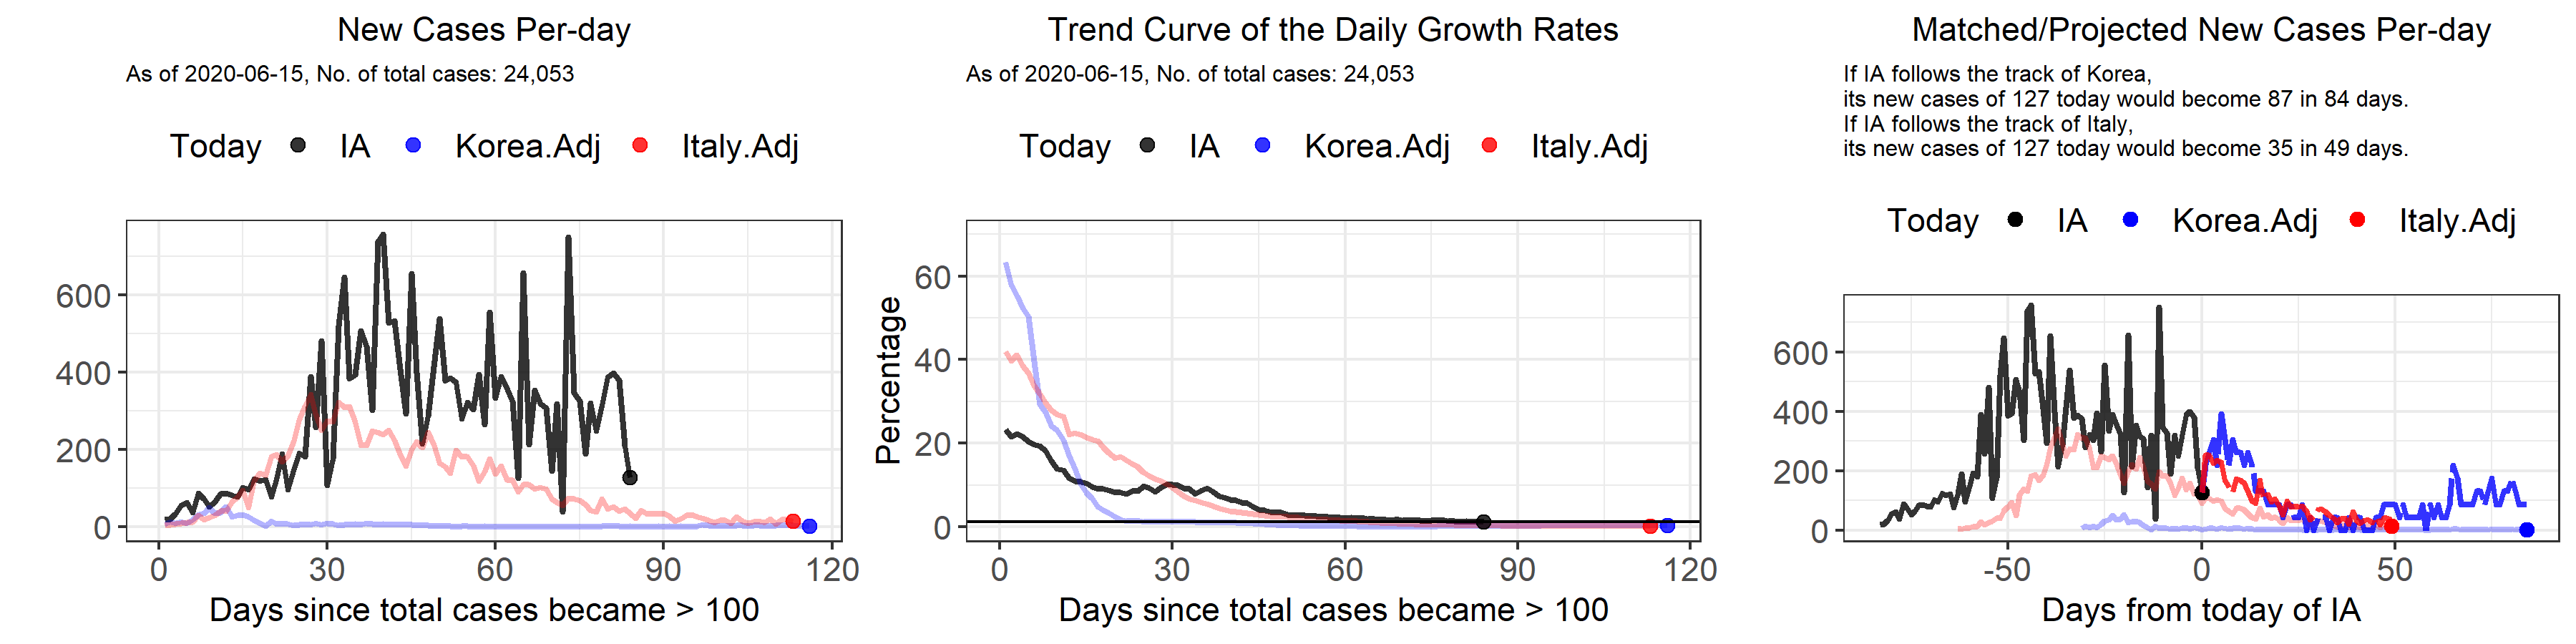 New Cases Per-day
As of 2020-06-15, No. of total cases: 24,053
Today IA Korea.Adj Italy.Adj
600
400
200
0
0 30 60 90 120
Days since total cases became > 100
Trend Curve of the Daily Growth Rates
As of 2020-06-15, No. of total cases: 24,053
Today IA Korea.Adj Italy.Adj
Percentage
60
40
20
0
0 30 60 90 120
Days since total cases became > 100
Matched/Projected New Cases Per-day
If IA follows the track of Korea,
its new cases of 127 today would become 87 in 84 days.
If IA follows the track of Italy,
its new cases of 127 today would become 35 in 49 days.
Today IA Korea.Adj Italy.Adj
600
400
200
0
-50 0 50
Days from today of IA